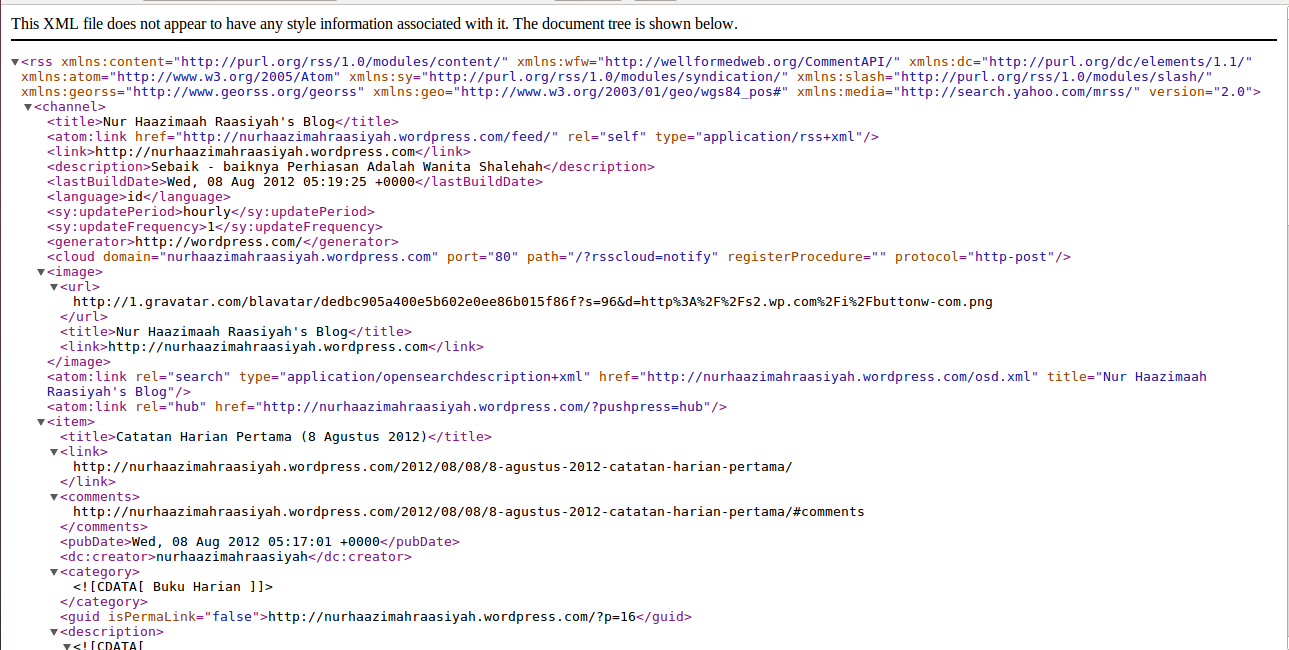 This XML file does not appear to have any style information associated with it. The document tree is shown below.
▼<rss xmlns:content="http://purl.org/rss/1.0/modules/content/" xmlns:wfw="http://wellformedweb.org/CommentAPI/" xmlns:dc="http://purl.org/dc/elements/1.1/"
xmlns:atom="http://www.w3.org/2005/Atom" xmlns:sy="http://purl.org/rss/1.0/modules/syndication/" xmlns:slash="http://purl.org/rss/1.0/modules/slash/"
xmlns:georss="http://www.georss.org/georss" xmlns:geo="http://www.w3.org/2003/01/geo/wgs84_pos#" xmlns:media="http://search.yahoo.com/mrss/" version="2.0">
▼<channel>
<title>Nur Haazimaah Raasiyah's Blog</title>
<atom:link href="http://nurhaazimahraasiyah.wordpress.com/feed/" rel="self" type="application/rss+xml"/>
<link>http://nurhaazimahraasiyah.wordpress.com</link>
<description>Sebaik - baiknya Perhiasan Adalah Wanita Shalehah</description>
<lastBuildDate>Wed, 08 Aug 2012 05:19:25 +0000</lastBuildDate>
<language>id</language>
<sy:updatePeriod>hourly</sy:updatePeriod>
<sy:updateFrequency>1</sy:updateFrequency>
<generator>http://wordpress.com/</generator>
<cloud domain="nurhaazimahraasiyah.wordpress.com" port="80" path="/?rsscloud=notify" registerProcedure="" protocol="http-post"/>
▼<image>
▼<url>
http://1.gravatar.com/blavatar/dedbc905a400e5b602e0ee86b015f86f?s=96&d=http%3A%2F%2Fs2.wp.com%2Fi%2Fbuttonw-com.png
</url>
<title>Nur Haazimaah Raasiyah's Blog</title>
<link>http://nurhaazimahraasiyah.wordpress.com</link>
</image>
<atom:link rel="search" type="application/opensearchdescription+xml" href="http://nurhaazimahraasiyah.wordpress.com/osd.xml" title="Nur Haazimaah
Raasiyah's Blog"/>
<atom:link rel="hub" href="http://nurhaazimahraasiyah.wordpress.com/?pushpress=hub"/>
▼<item>
<title>Catatan Harian Pertama (8 Agustus 2012)</title>
▼<link>
http://nurhaazimahraasiyah.wordpress.com/2012/08/08/8-agustus-2012-catatan-harian-pertama/
</link>
▼<comments>
http://nurhaazimahraasiyah.wordpress.com/2012/08/08/8-agustus-2012-catatan-harian-pertama/#comments
</comments>
<pubDate>Wed, 08 Aug 2012 05:17:01 +0000</pubDate>
<dc:creator>nurhaazimahraasiyah</dc:creator>
▼<category>
<![CDATA[ Buku Harian ]]>
</category>
<guid isPermaLink="false">http://nurhaazimahraasiyah.wordpress.com/?p=16</guid>
▼<description>
▼<![CDATA[